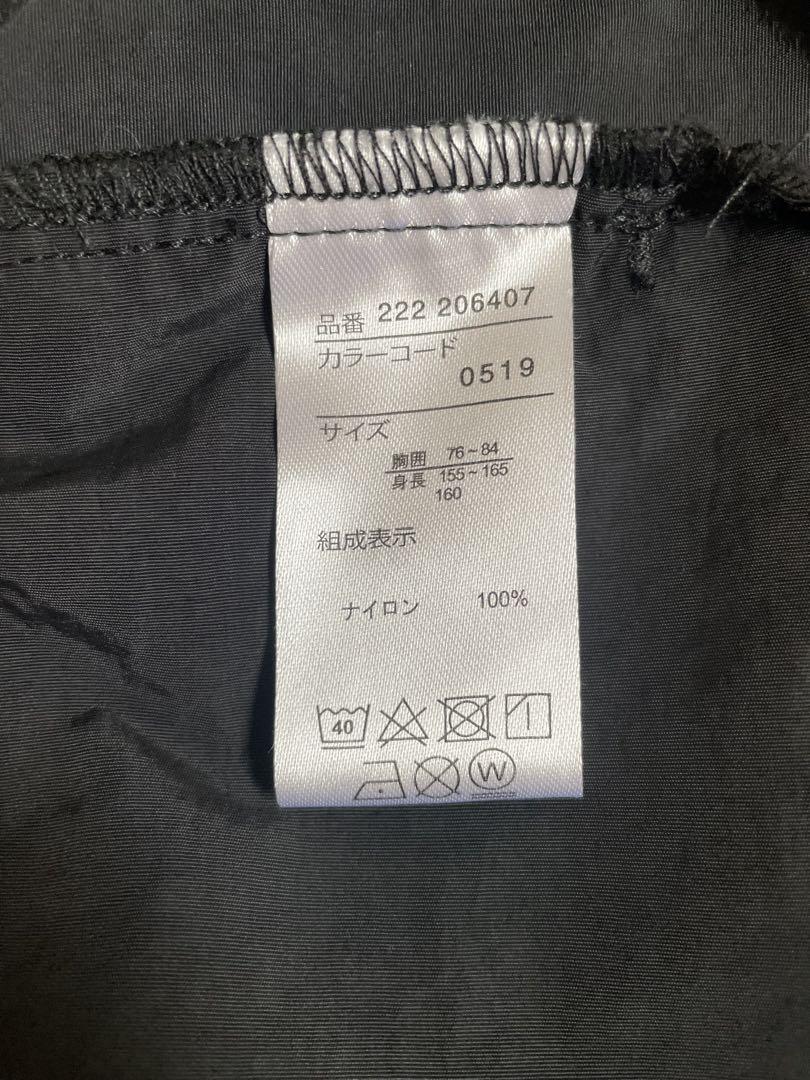 品番 222 206407
カラーコード
0519
サイズ
胸囲 76~84
身長 155~165
160
組成表示
ナイロン 100%
40
W